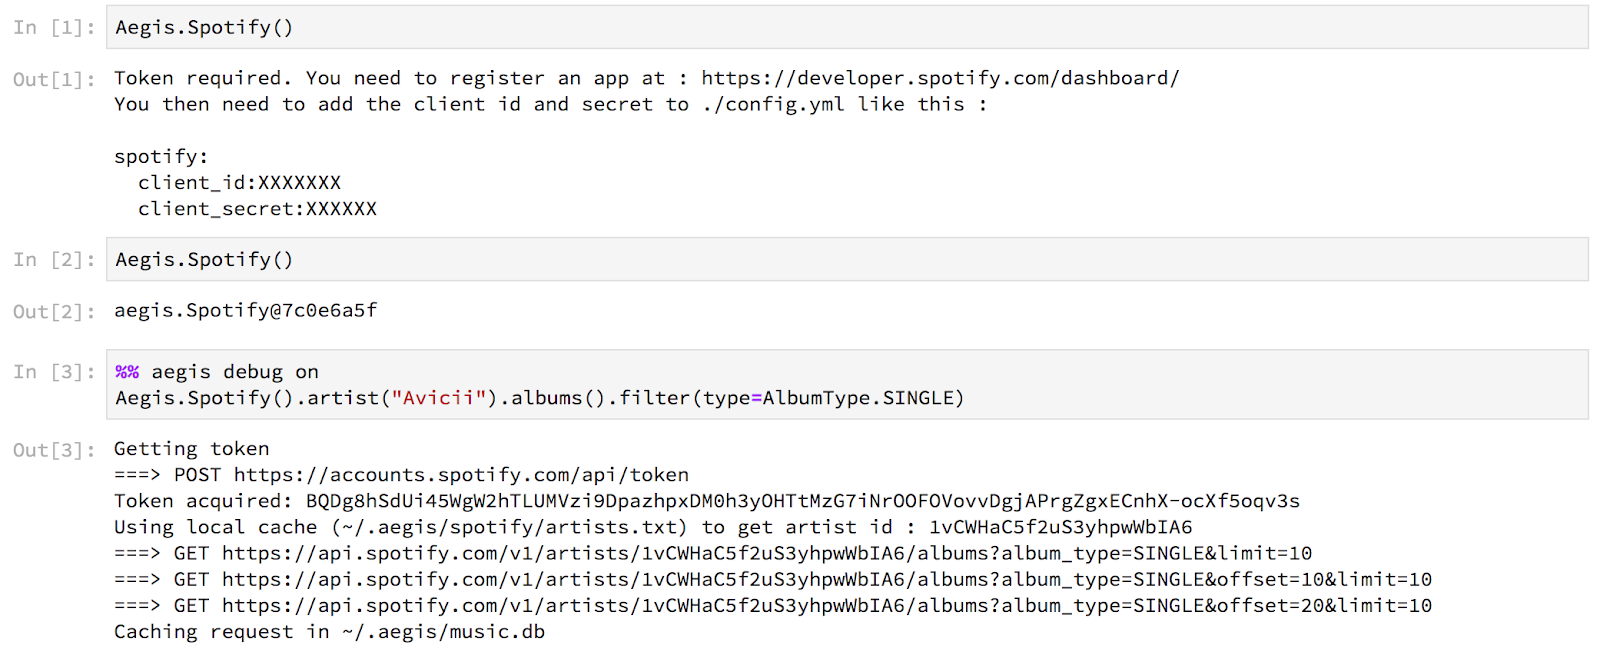 In [1]: Aegis.Spotify()
Out[1]: Token required. You need to register an app at : https://developer.spotify.com/dashboard/
You then need to add the client id and secret to ./config.yml like this :
spotify:
client_id:XXXXXXX
client_secret:XXXXXX
In [2]: Aegis.Spotify()
Out[2]: aegis.Spotify@7c0e6a5f
In [3]: %% aegis debug on
Aegis.Spotify().artist("Avicii").albums().filter(type=AlbumType.SINGLE)
Out[3]: Getting token
===> POST https://accounts.spotify.com/api/token
Token acquired: BQDg8hSdUi45WgW2hTLUMVzi9DpazhpxDM0h3yOHTtMzG7iNrOOFOVovvDgjAPrgZgxECnhX-ocXf5oqv3s
Using local cache (~/.aegis/spotify/artists.txt) to get artist id : 1vCWHaC5f2uS3yhpwWbIA6
===> GET https://api.spotify.com/v1/artists/1vCWHaC5f2uS3yhpwWbIA6/albums?album_type=SINGLE&limit=10
===> GET https://api.spotify.com/v1/artists/1vCWHaC5f2uS3yhpwWbIA6/albums?album_type=SINGLE&offset=10&limit=10
===> GET https://api.spotify.com/v1/artists/1vCWHaC5f2uS3yhpwWbIA6/albums?album_type=SINGLE&offset=20&limit=10
Caching request in ~/.aegis/music.db